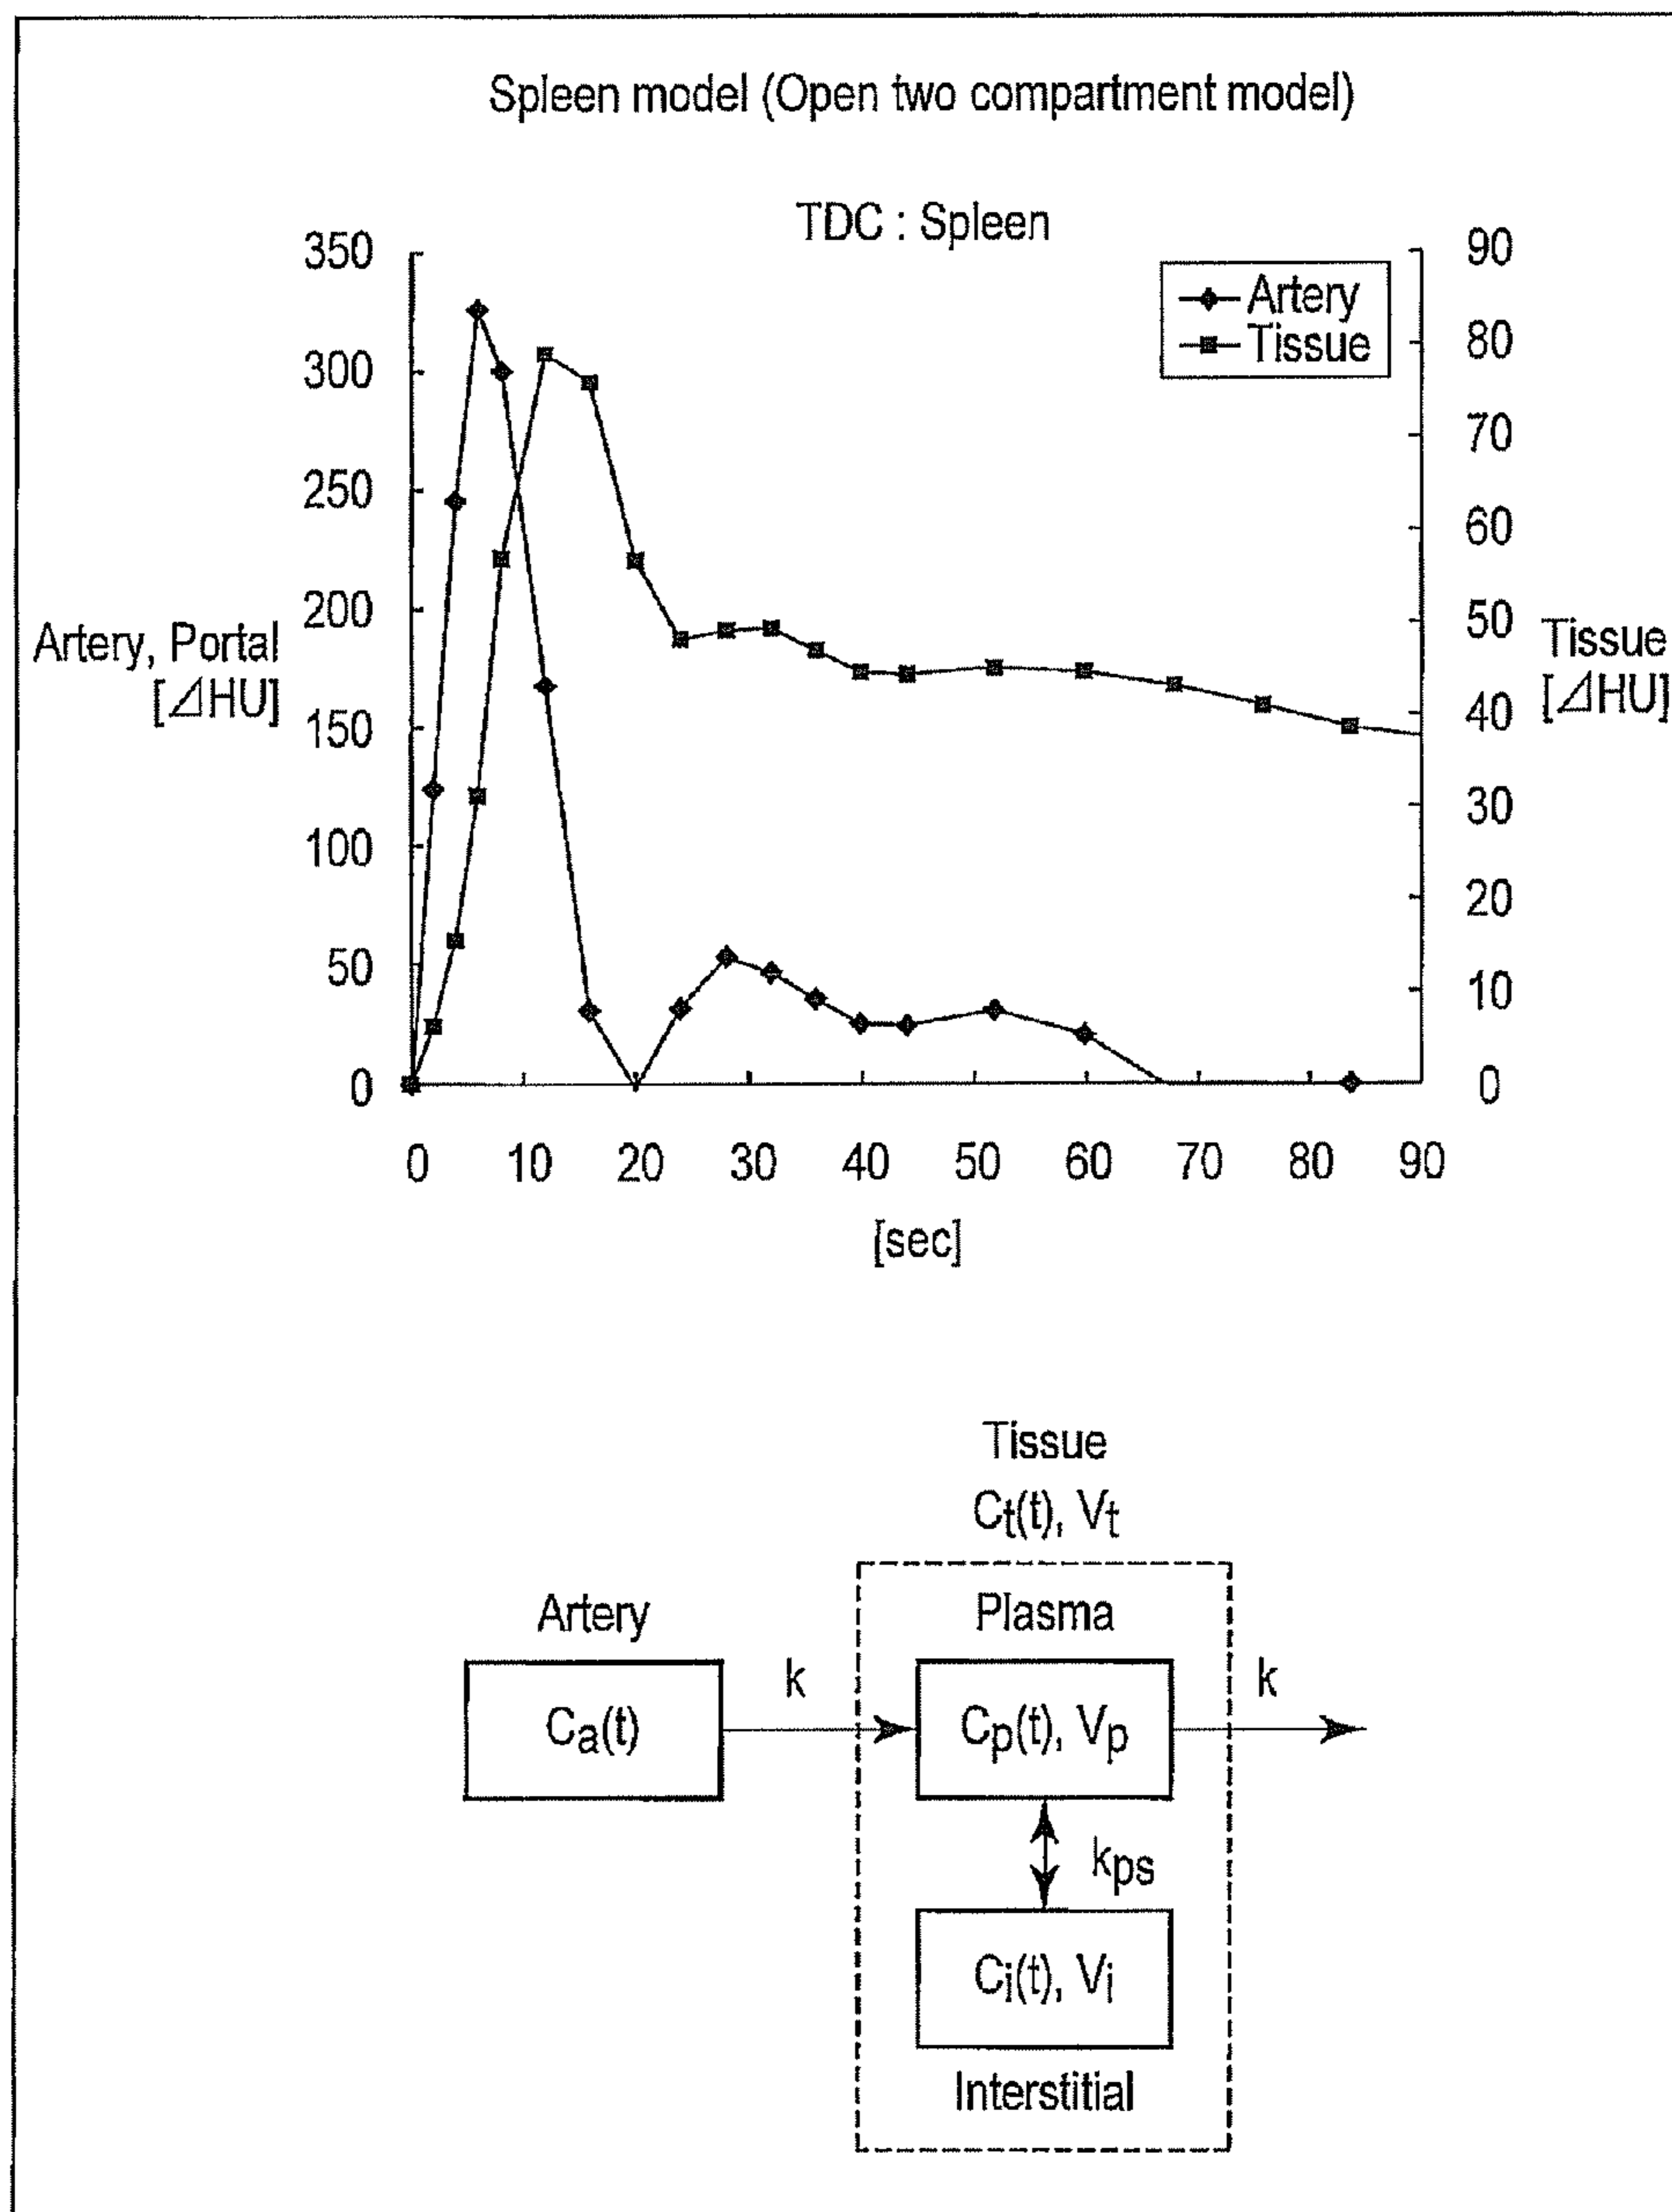 Spleen model (Open two compartment model)
TDC : Spleen
Artery
Tissue
350
300
250
200
150
100
50
0
Artery, Portal
[⊿HU]
90
80
70
60
50
40
30
20
10
0
Tissue
[⊿HU]
0 10 20 30 40 50 60 70 80 90
[sec]
Tissue
Ct(t), Vt
Artery
Plasma
Ca(t)
k
Cp(t), Vp
k
kps
Ci(t), Vi
Interstitial